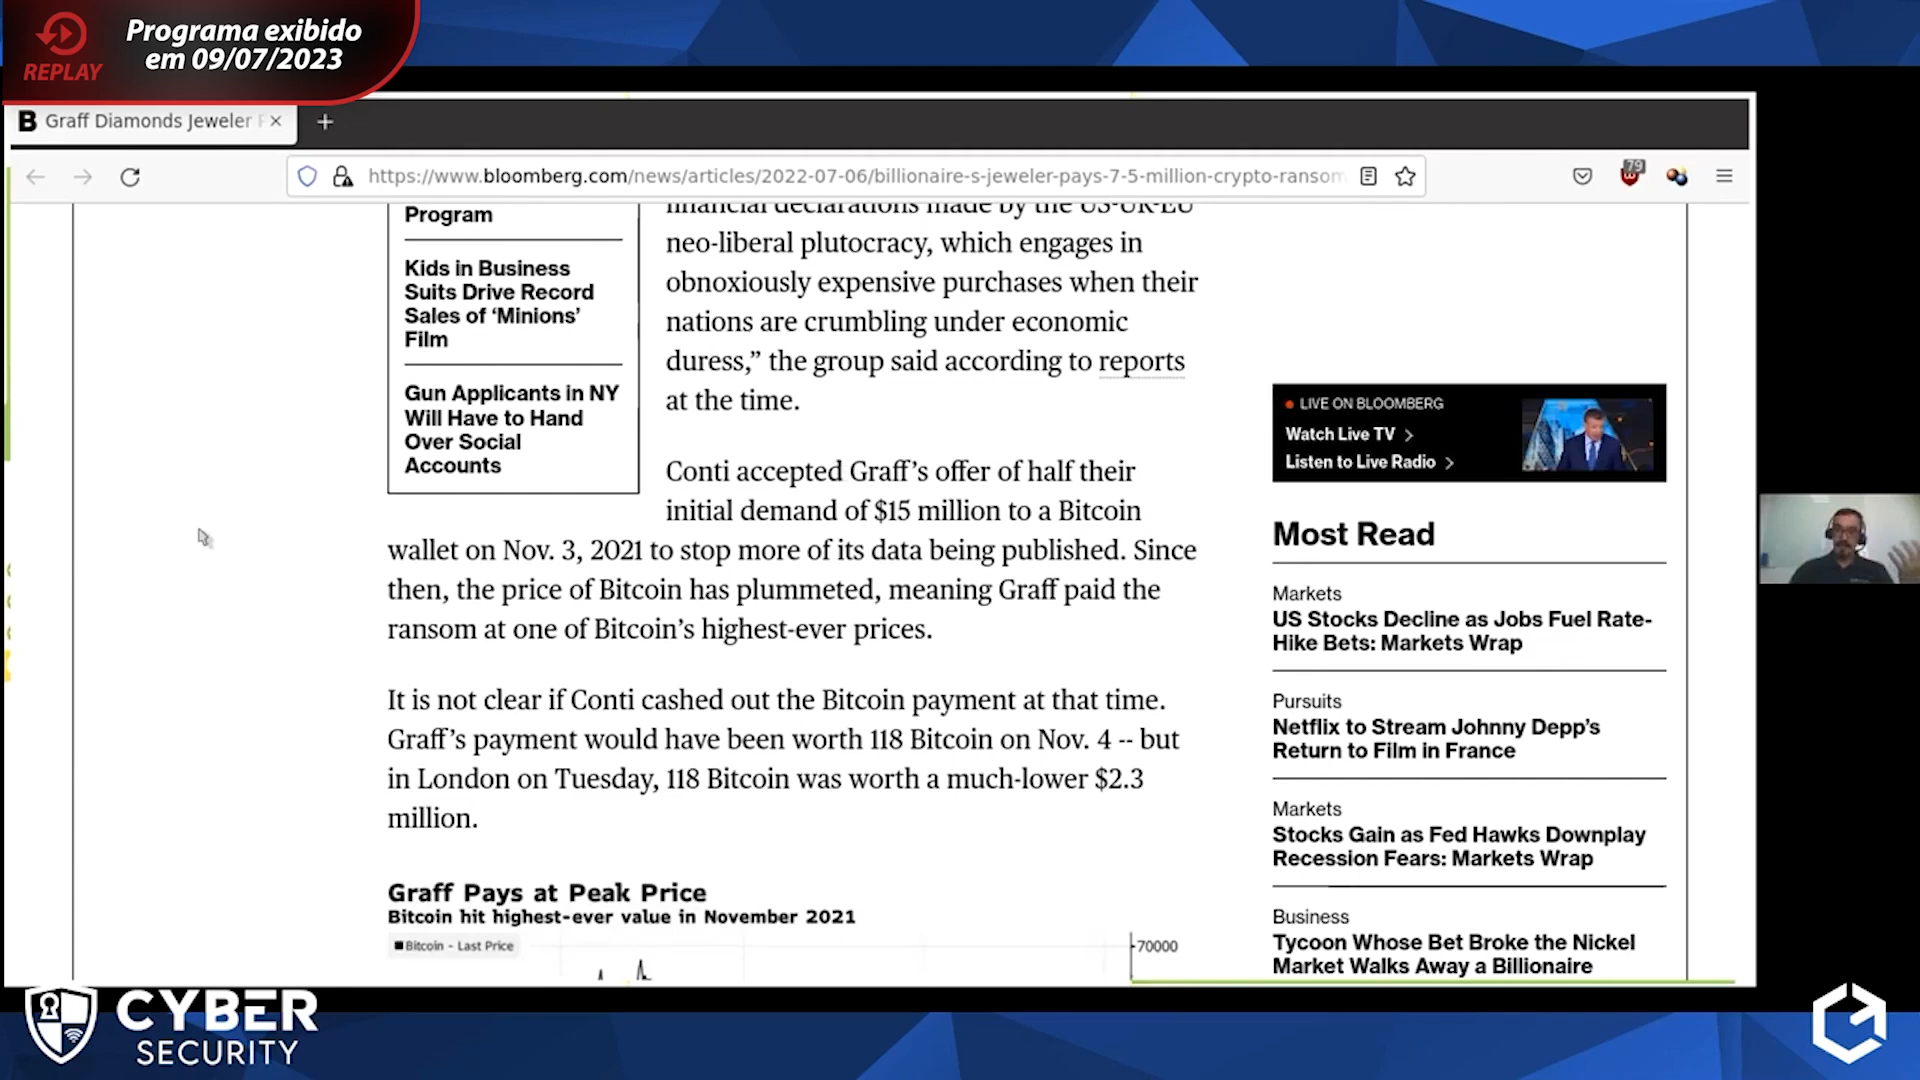 Programa exibido
em 09/07/2023
REPLAY
B Graff Diamonds Jeweler
https://www.bloomberg.com/news/articles/2022-07-06/billionaire-s-jeweler-pays-7-5-million-crypto-ransom
79
Program
Kids in Business
Suits Drive Record
Sales of ‘Minions’
Film
Gun Applicants in NY
Will Have to Hand
Over Social
Accounts
financial declarations made by the US-UK-EU
neo-liberal plutocracy, which engages in
obnoxiously expensive purchases when their
nations are crumbling under economic
duress,” the group said according to reports
at the time.
Conti accepted Graff’s offer of half their
initial demand of $15 million to a Bitcoin
wallet on Nov. 3, 2021 to stop more of its data being published. Since
then, the price of Bitcoin has plummeted, meaning Graff paid the
ransom at one of Bitcoin’s highest-ever prices.
It is not clear if Conti cashed out the Bitcoin payment at that time.
Graff’s payment would have been worth 118 Bitcoin on Nov. 4 -- but
in London on Tuesday, 118 Bitcoin was worth a much-lower $2.3
million.
Graff Pays at Peak Price
Bitcoin hit highest-ever value in November 2021
Bitcoin - Last Price
70000
LIVE ON BLOOMBERG
Watch Live TV
Listen to Live Radio
Most Read
Markets
US Stocks Decline as Jobs Fuel Rate-
Hike Bets: Markets Wrap
Pursuits
Netflix to Stream Johnny Depp’s
Return to Film in France
Markets
Stocks Gain as Fed Hawks Downplay
Recession Fears: Markets Wrap
Business
Tycoon Whose Bet Broke the Nickel
Market Walks Away a Billionaire
CYBER
SECURITY